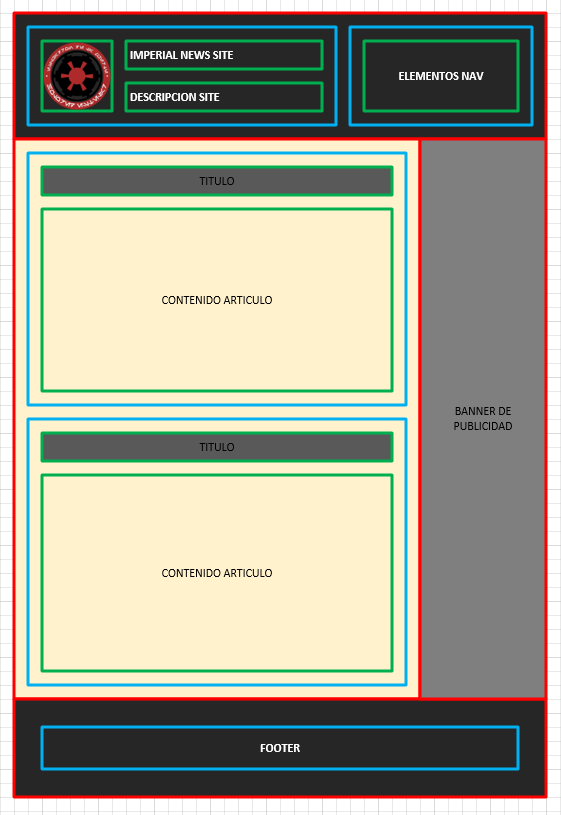 IMPERIAL NEWS SITE
DESCRIPCION SITE
ELEMENTOS NAV
TITULO
CONTENIDO ARTICULO
BANNER DE
PUBLICIDAD
TITULO
CONTENIDO ARTICULO
FOOTER